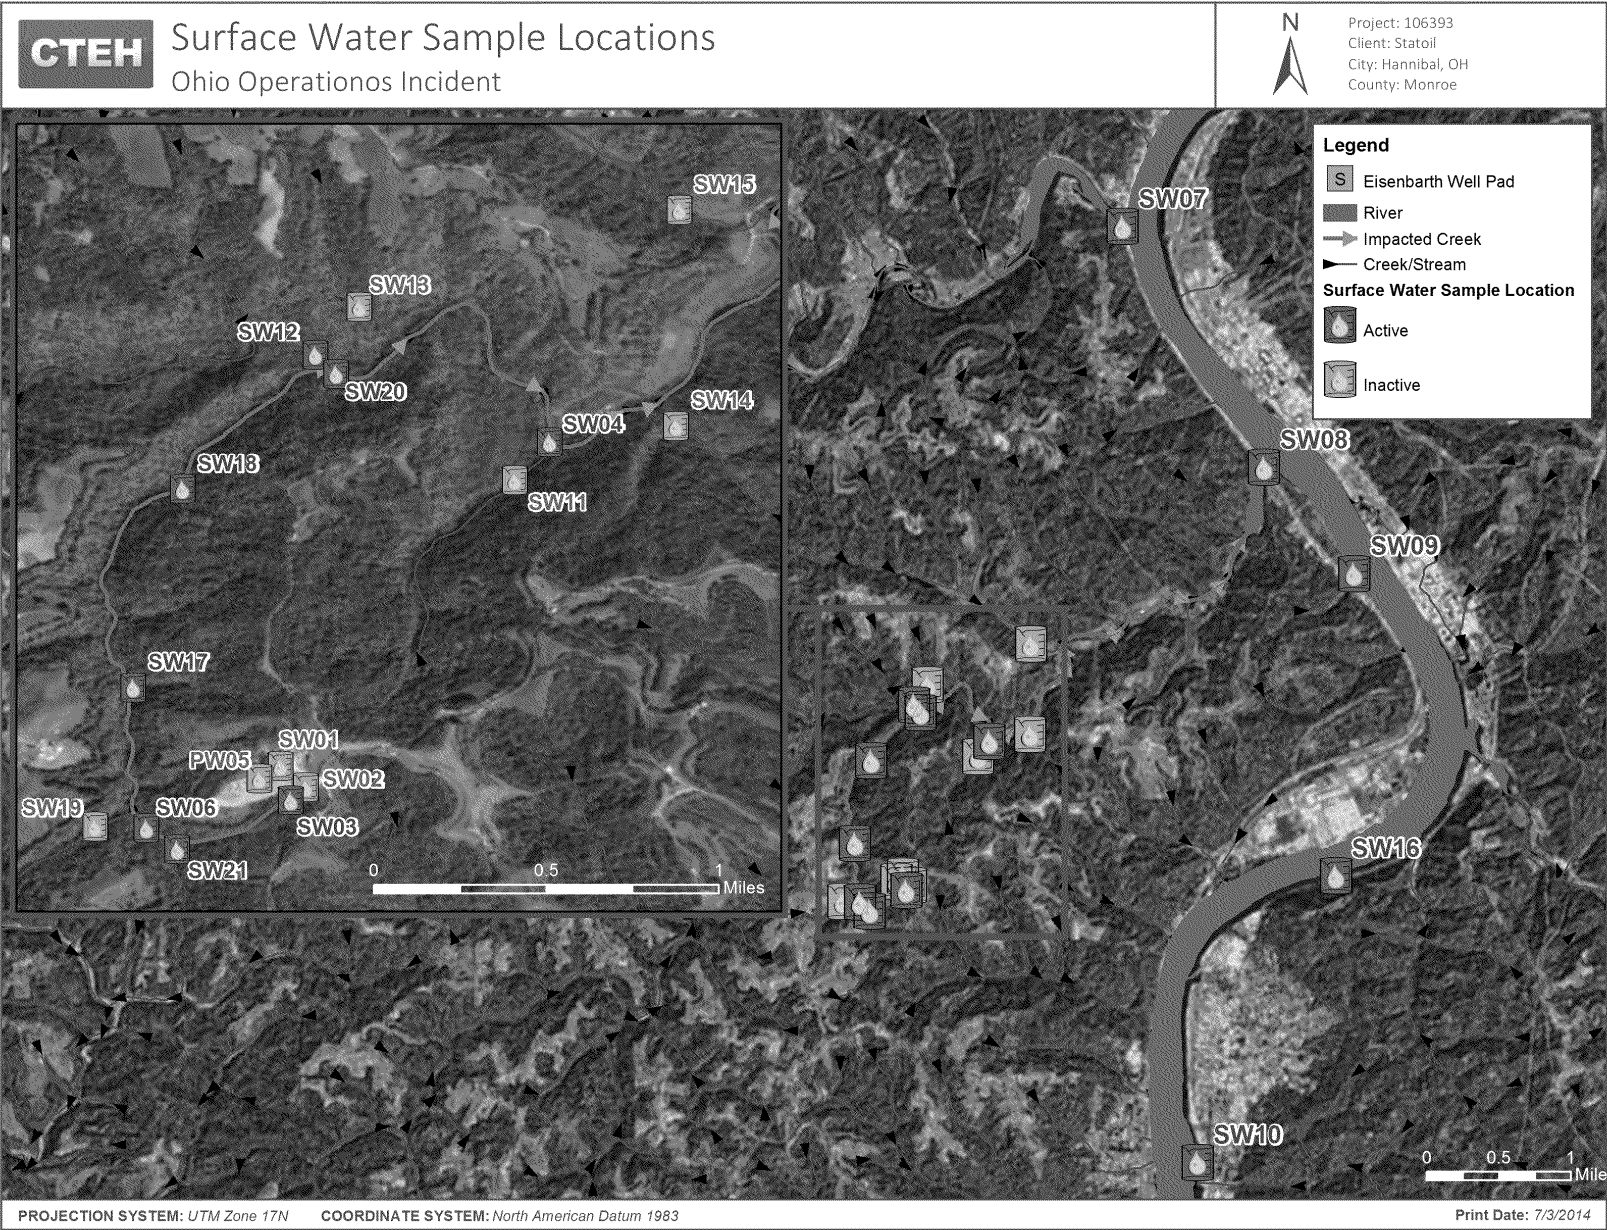 CTEH
Surface Water Sample Locations
Ohio Operationos Incident
N
Project: 106393
Client: Statoil
City: Hannibal, OH
County: Monroe
Legend
S Eisenbarth Well Pad
River
Impacted Creek
Creek/Stream
Surface Water Sample Location
Active
Inactive
SW15
SW13
SW12
SW20
SW14
SW04
SW18
SW11
SW17
SW01
PW05
SW02
SW19
SW06
SW03
SW21
0 0.5 1
Miles
SW07
SW08
SW09
SW16
SW10
0 0.5 1
Mile
PROJECTION SYSTEM: UTM Zone 17N COORDINATE SYSTEM: North American Datum 1983
Print Date: 7/3/2014